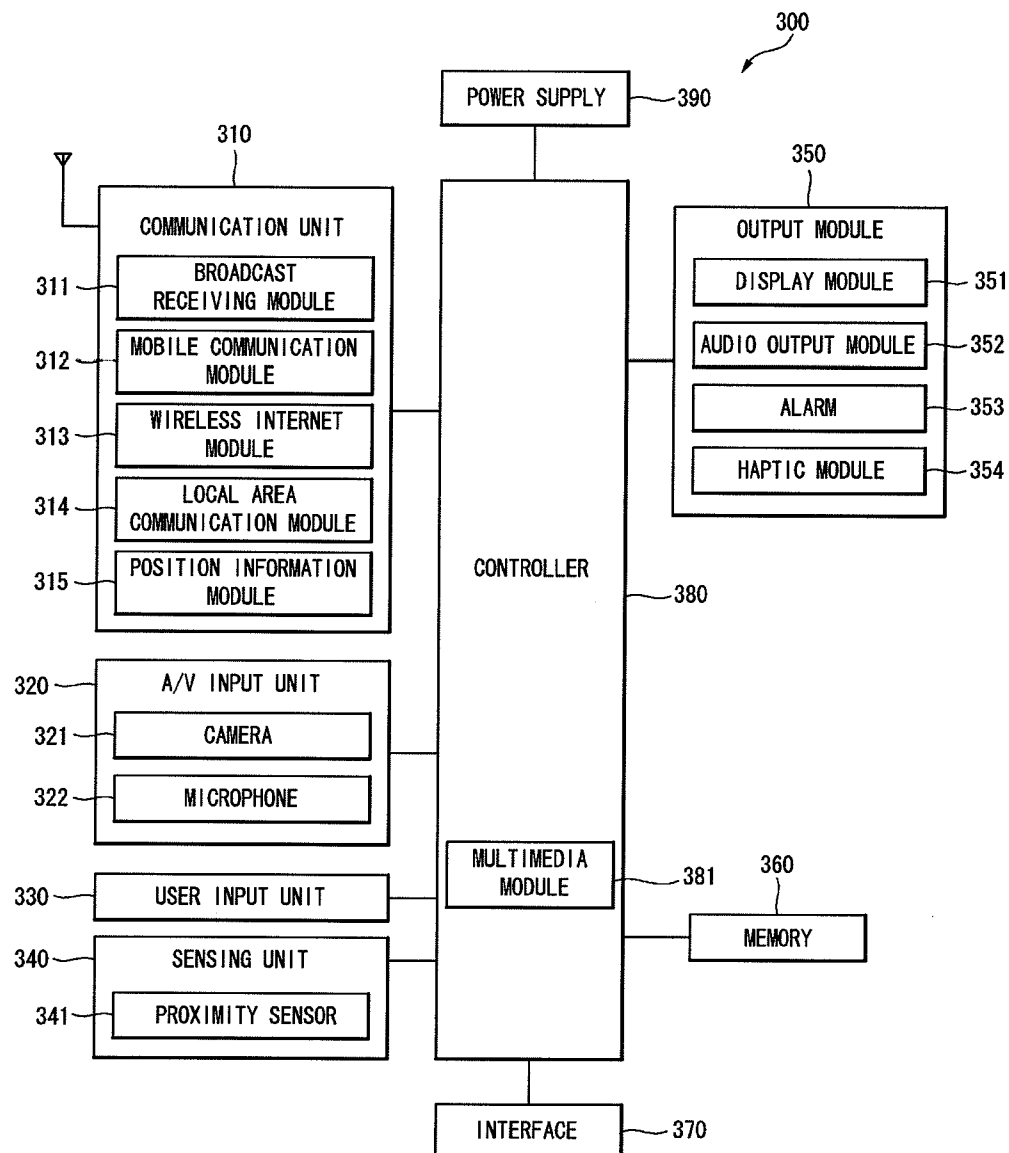 300
POWER SUPPLY
390
310
COMMUNICATION UNIT
311
BROADCAST
RECEIVING MODULE
312
MOBILE COMMUNICATION
MODULE
313
WIRELESS INTERNET
MODULE
314
LOCAL AREA
COMMUNICATION MODULE
315
POSITION INFORMATION
MODULE
320
A/V INPUT UNIT
321
CAMERA
322
MICROPHONE
330
USER INPUT UNIT
340
SENSING UNIT
341
PROXIMITY SENSOR
CONTROLLER
380
MULTIMEDIA
MODULE
381
350
OUTPUT MODULE
DISPLAY MODULE
351
AUDIO OUTPUT MODULE
352
ALARM
353
HAPTIC MODULE
354
360
MEMORY
INTERFACE
370